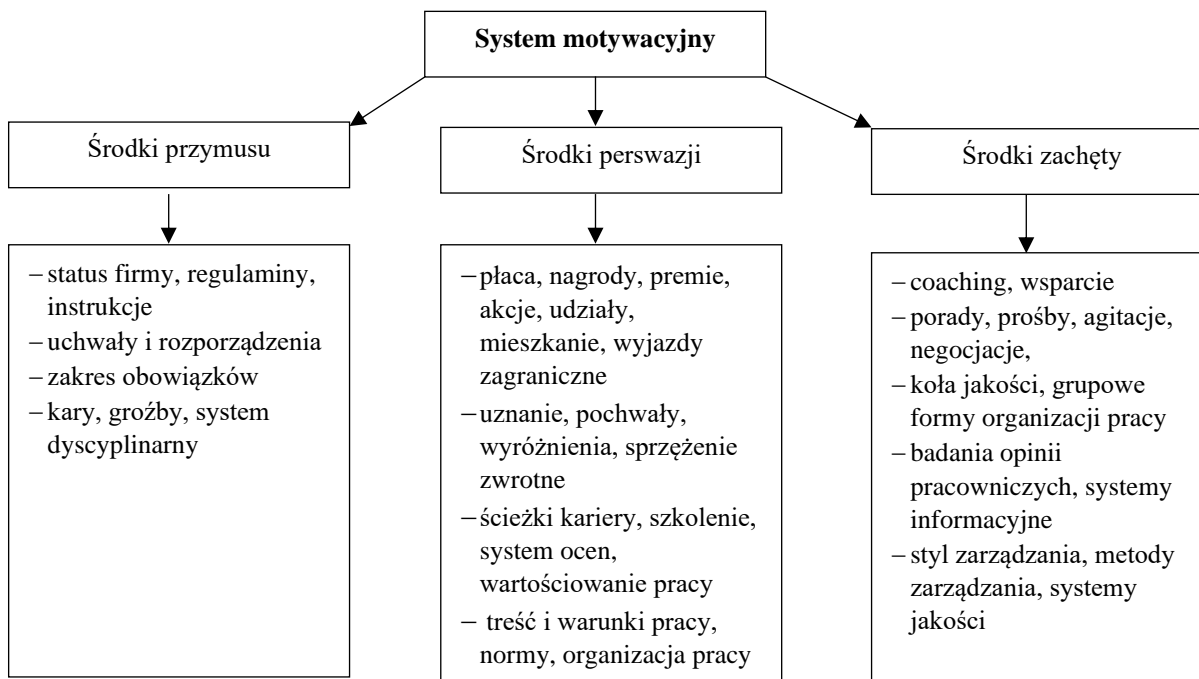 System motywacyjny
Środki przymusu
Środki perswazji
Środki zachęty
– status firmy, regulaminy,
instrukcje
– uchwały i rozporządzenia
– zakres obowiązków
– kary, groźby, system
dyscyplinarny
– płaca, nagrody, premie,
akcje, udziały,
mieszkanie, wyjazdy
zagraniczne
– uznanie, pochwały,
wyróżnienia, sprzężenie
zwrotne
– ścieżki kariery, szkolenie,
system ocen,
wartościowanie pracy
– treść i warunki pracy,
normy, organizacja pracy
– coaching, wsparcie
– porady, prośby, agitacje,
negocjacje,
– koła jakości, grupowe
formy organizacji pracy
– badania opinii
pracowniczych, systemy
informacyjne
– styl zarządzania, metody
zarządzania, systemy
jakości